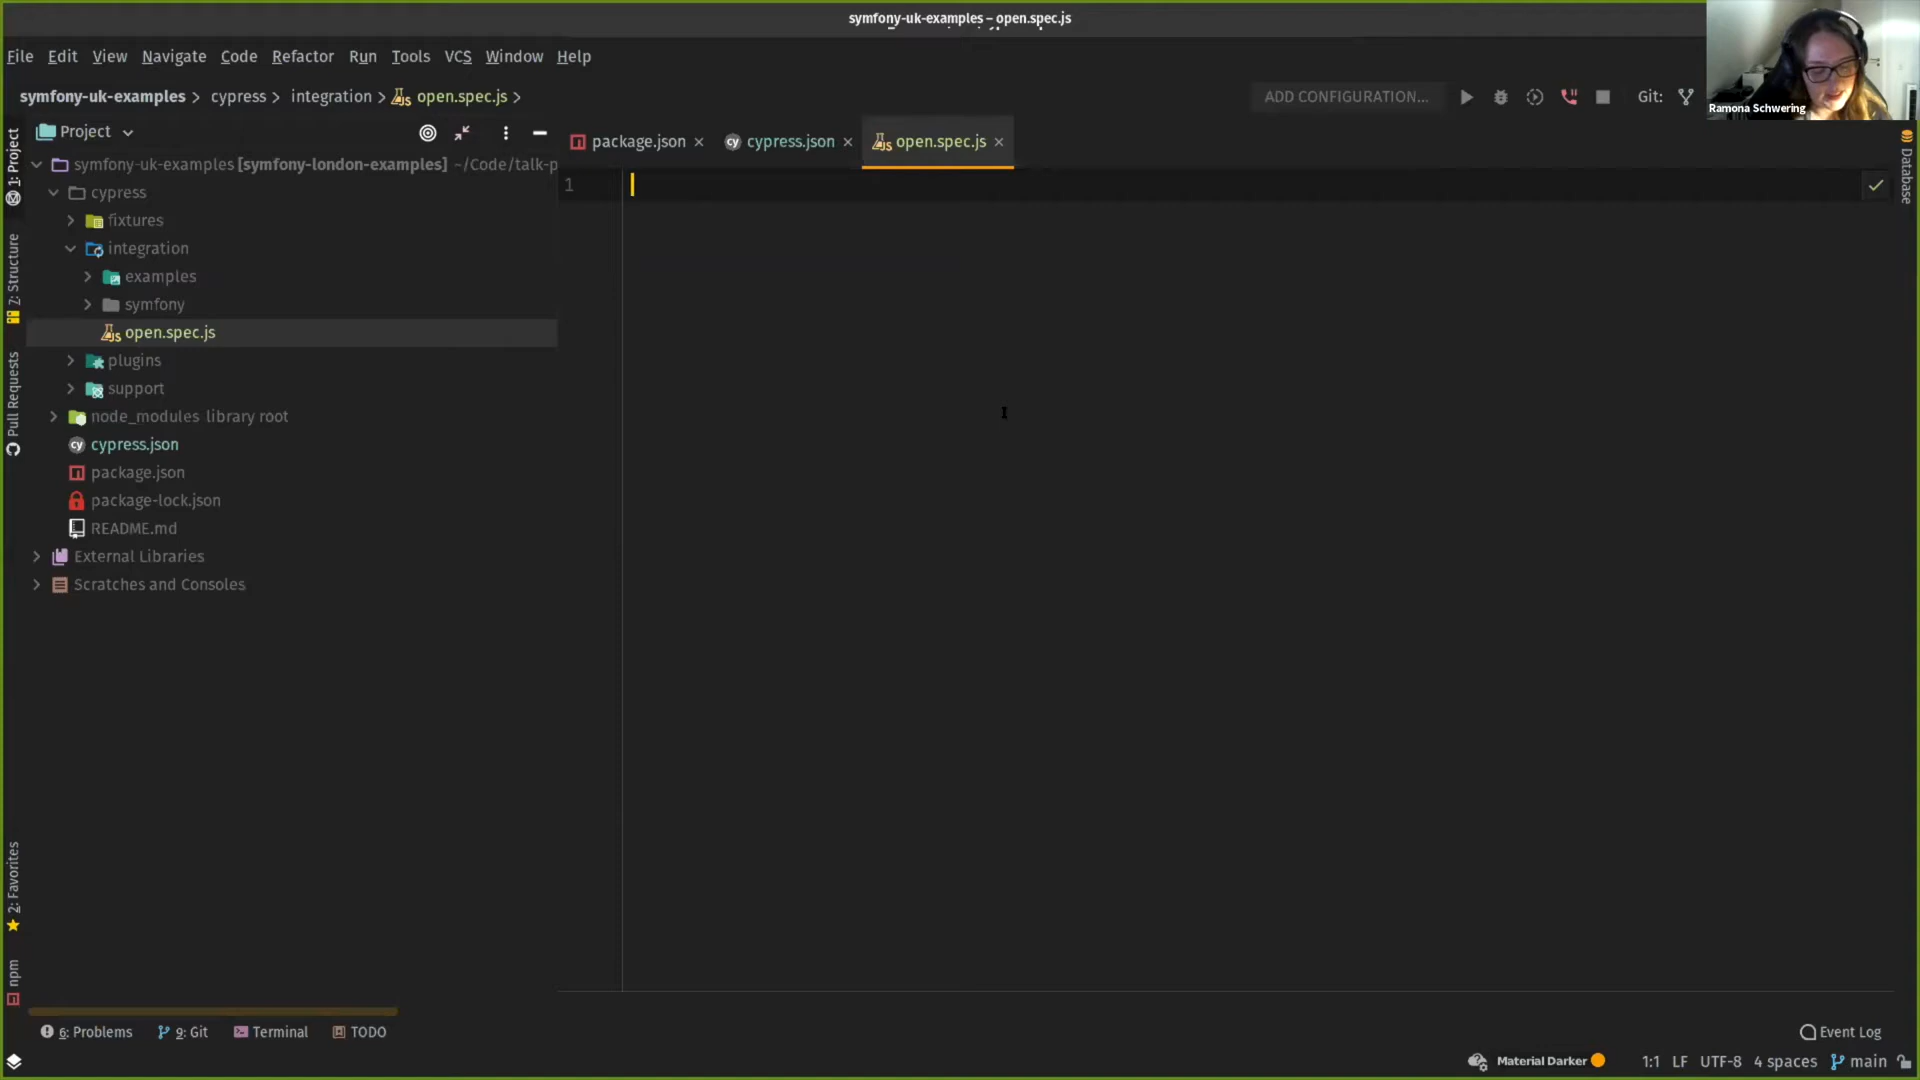 symfony-uk-examples – open.spec.js
File Edit View Navigate Code Refactor Run Tools VCS Window Help
symfony-uk-examples > cypress > integration > open.spec.js >
ADD CONFIGURATION...
Git:
Ramona Schwering
Project
package.json
cypress.json
open.spec.js
1: Project
7: Structure
Pull Requests
2: Favorites
npm
Database
symfony-uk-examples [symfony-london-examples] ~/Code/talk-p
cypress
fixtures
integration
examples
symfony
open.spec.js
plugins
support
node_modules library root
cypress.json
package.json
package-lock.json
README.md
External Libraries
Scratches and Consoles
1
6: Problems
9: Git
Terminal
TODO
Event Log
Material Darker
1:1 LF UTF-8 4 spaces main